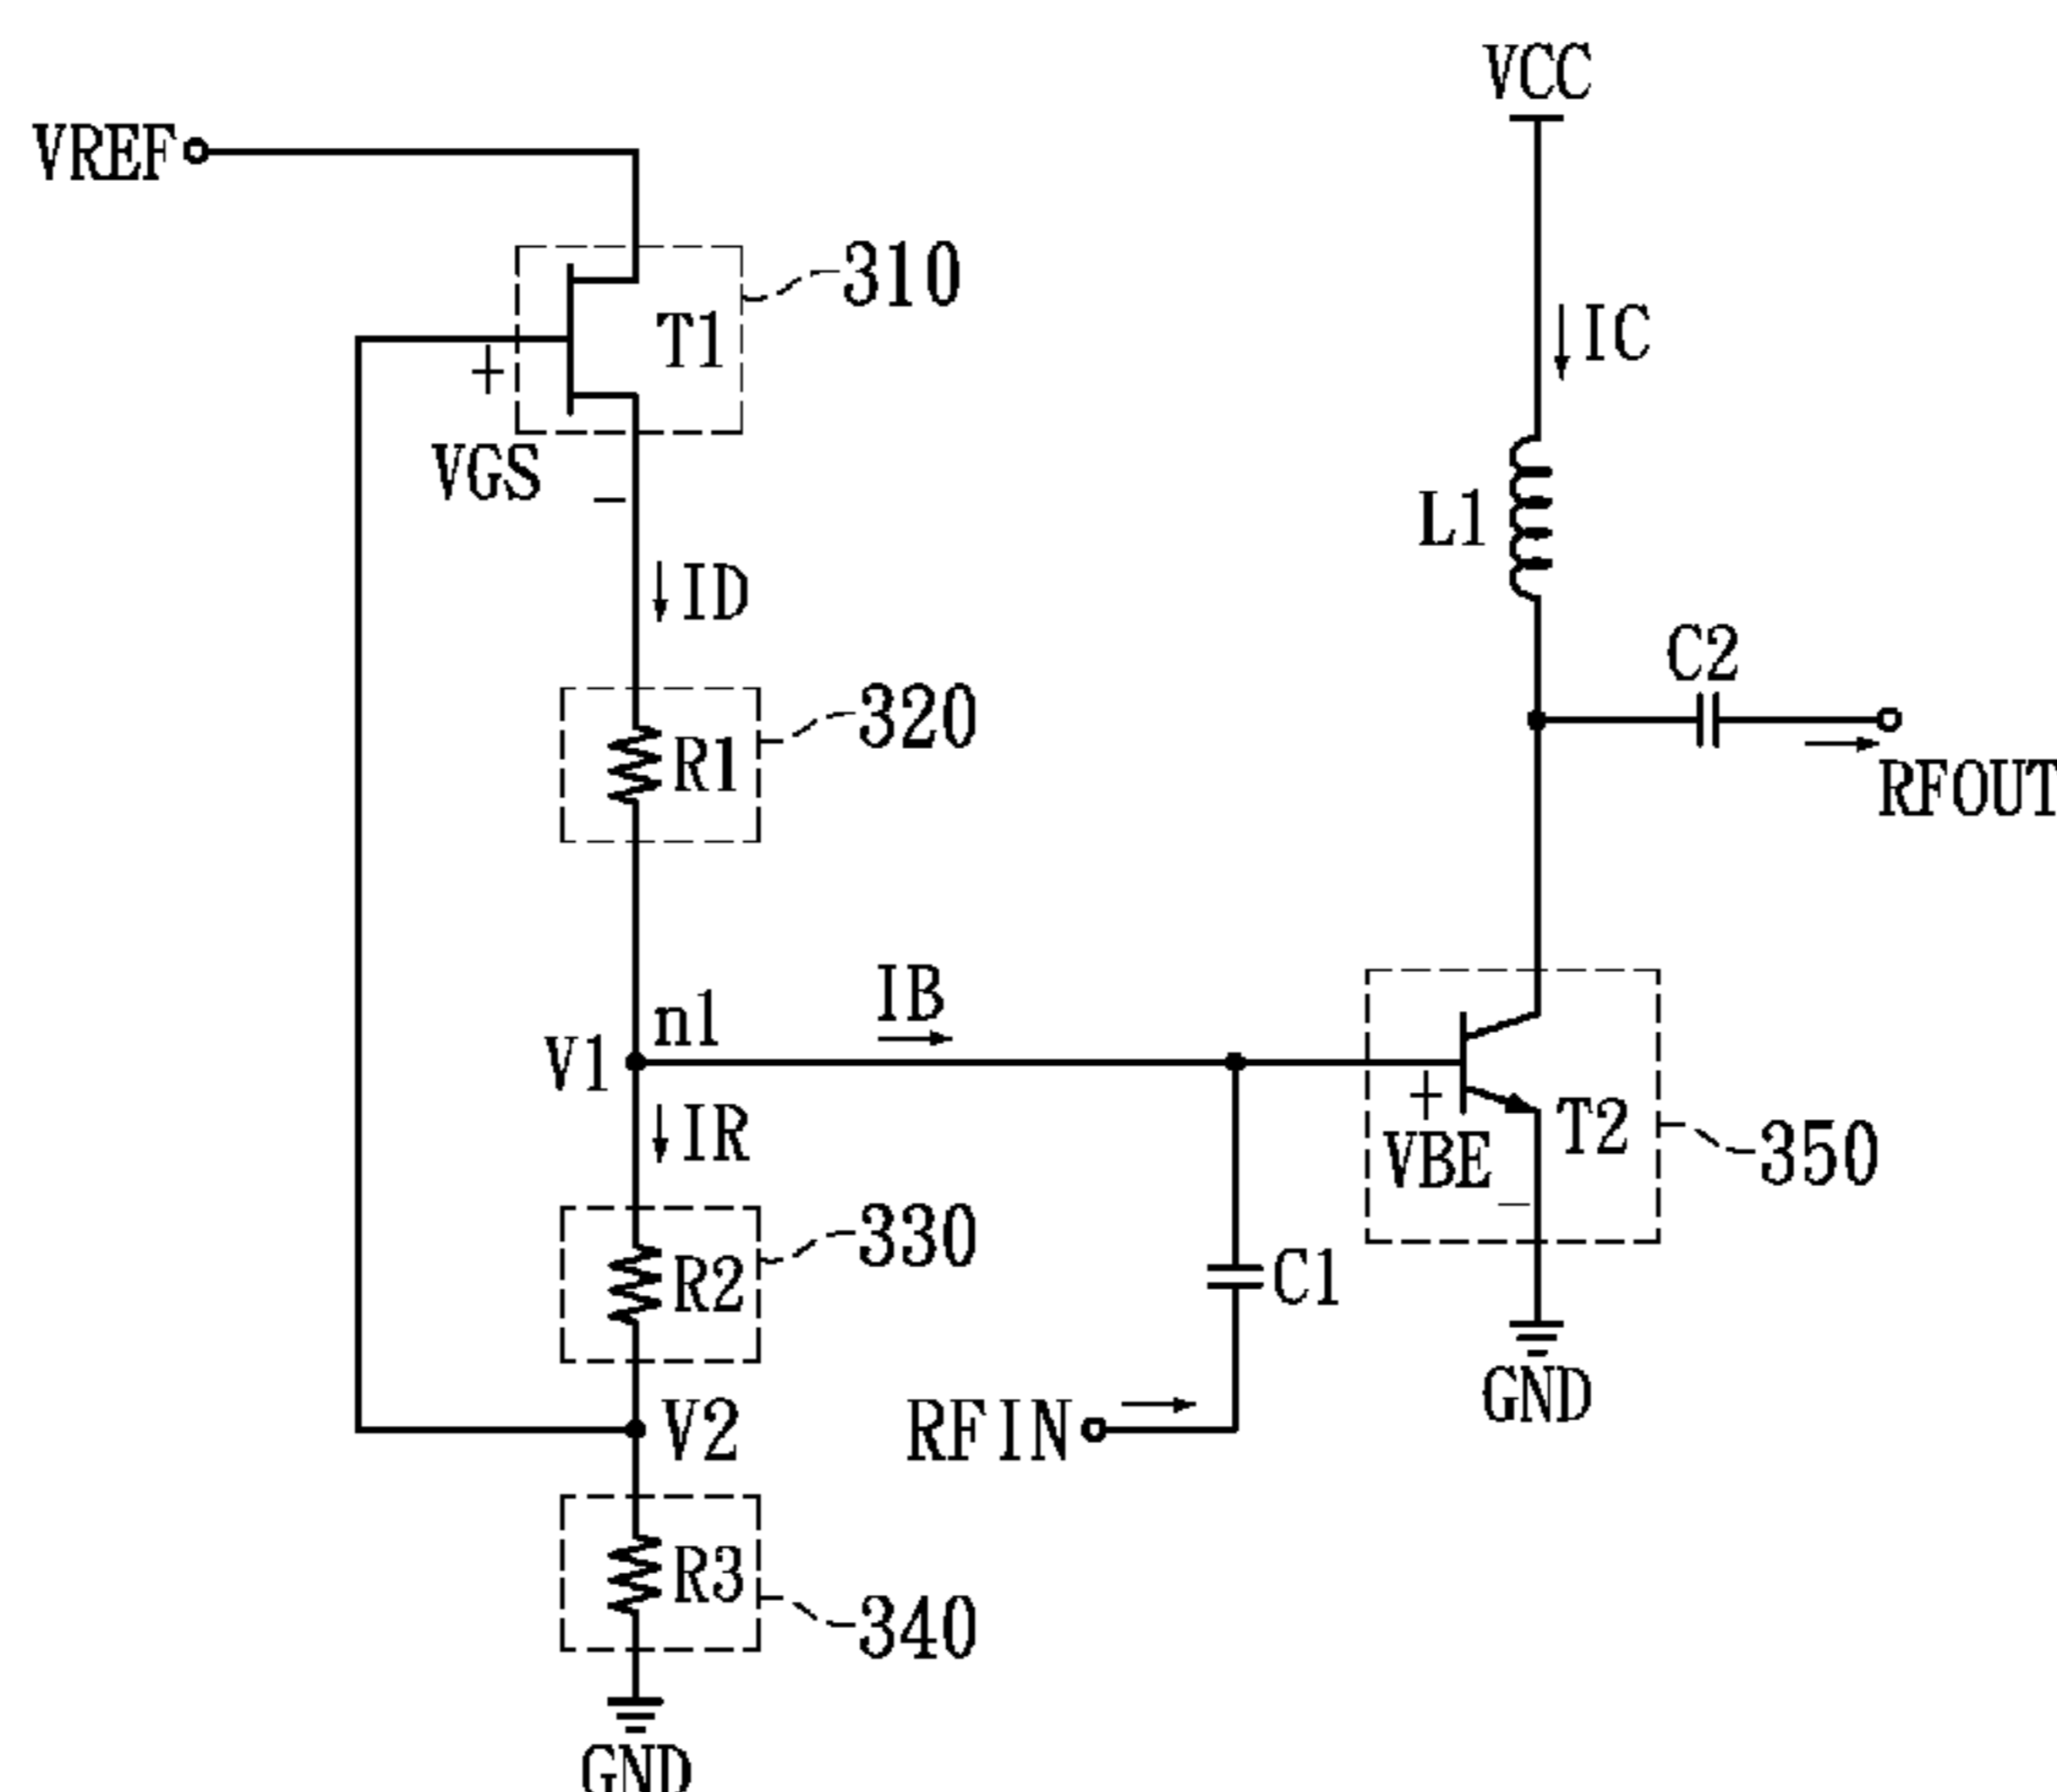 VCC
VREF
310
T1
IC
+
VGS
-
L1
ID
C2
320
R1
RFOUT
IB
n1
V1
+
T2
IR
VBE
350
-
330
R2
C1
GND
V2
RFIN
R3
340
GND